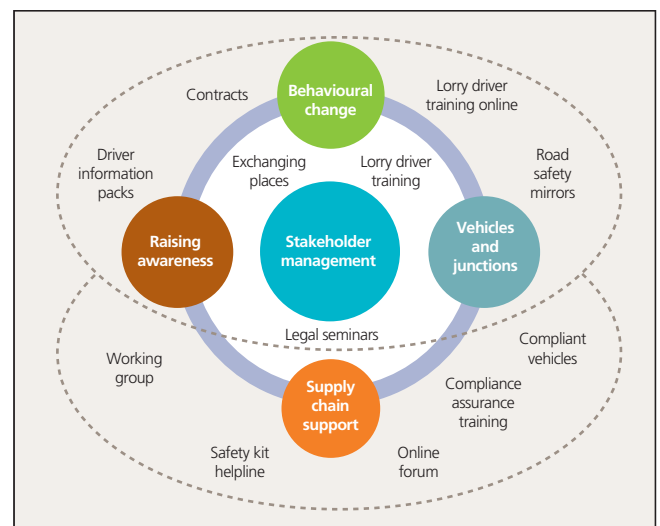 Behavioural
change
Contracts
Lorry driver
training online
Driver
information
packs
Exchanging
places
Lorry driver
training
Road
safety
mirrors
Raising
awareness
Stakeholder
management
Vehicles
and
junctions
Legal seminars
Working
group
Compliant
vehicles
Supply
chain
support
Compliance
assurance
training
Safety kit
helpline
Online
forum